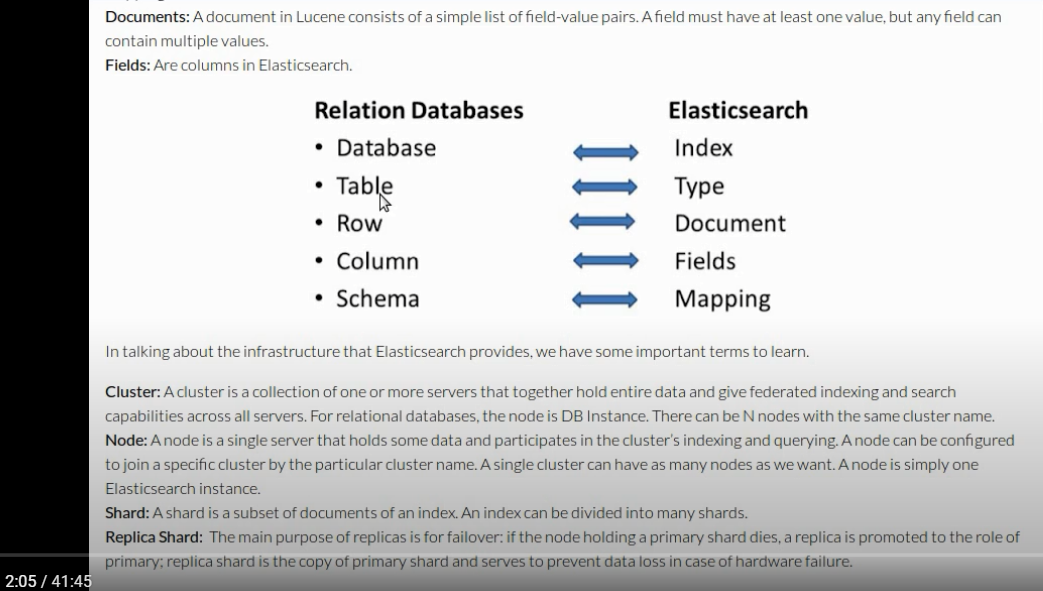 Documents: A document in Lucene consists of a simple list of field-value pairs. A field must have at least one value, but any field can
contain multiple values.
Fields: Are columns in Elasticsearch.
Relation Databases Elasticsearch
• Database Index
• Table Type
• Row Document
• Column Fields
• Schema Mapping
In talking about the infrastructure that Elasticsearch provides, we have some important terms to learn.
Cluster: A cluster is a collection of one or more servers that together hold entire data and give federated indexing and search
capabilities across all servers. For relational databases, the node is DB Instance. There can be N nodes with the same cluster name.
Node: A node is a single server that holds some data and participates in the cluster's indexing and querying. A node can be configured
to join a specific cluster by the particular cluster name. A single cluster can have as many nodes as we want. A node is simply one
Elasticsearch instance.
Shard: A shard is a subset of documents of an index. An index can be divided into many shards.
Replica Shard: The main purpose of replicas is for failover: if the node holding a primary shard dies, a replica is promoted to the role of
primary; replica shard is the copy of primary shard and serves to prevent data loss in case of hardware failure.
2:05 / 41:45